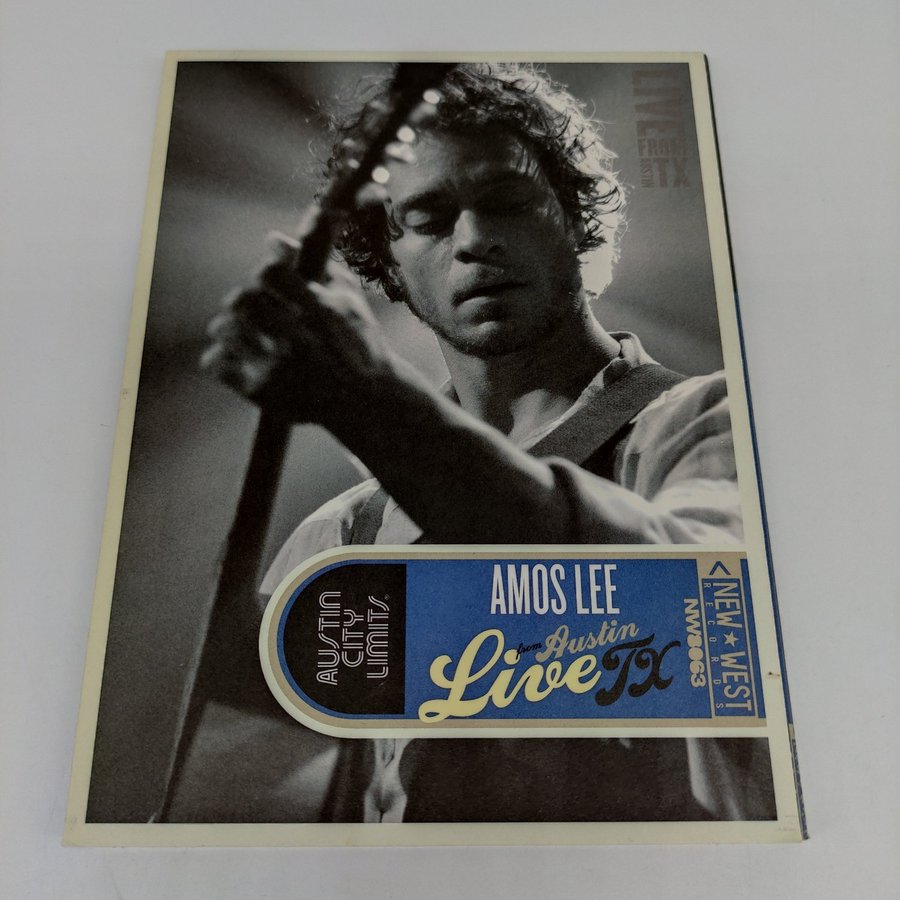 LIVE
FROM
AUSTIN
TX
AUSTIN
CITY
LIMITS®
AMOS LEE
Live from Austin TX
< NEW ★ WEST
RECORDS
NW8063